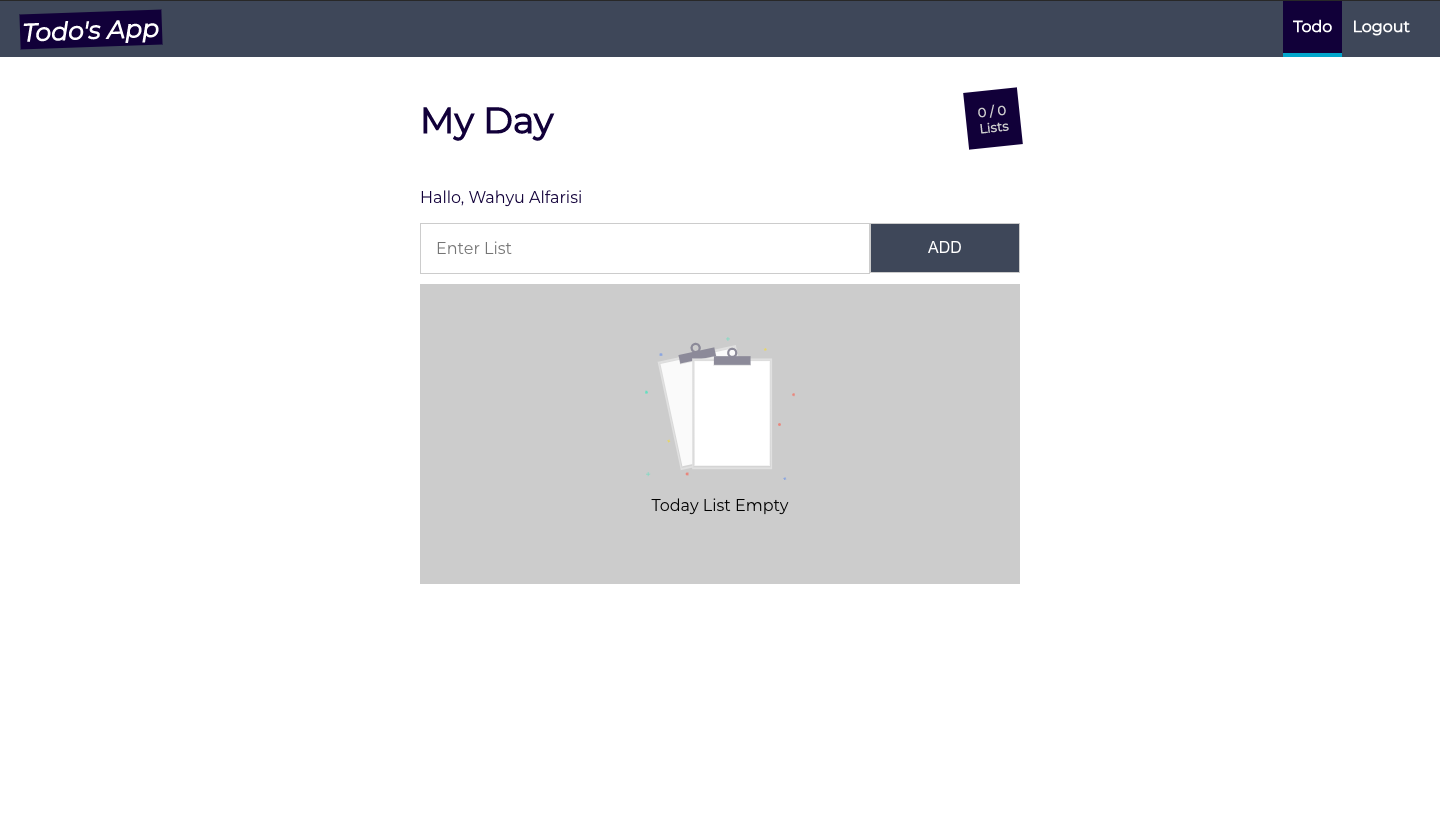 Todo's App
Todo
Logout
My Day
0 / 0
Lists
Hallo, Wahyu Alfarisi
Enter List
ADD
Today List Empty